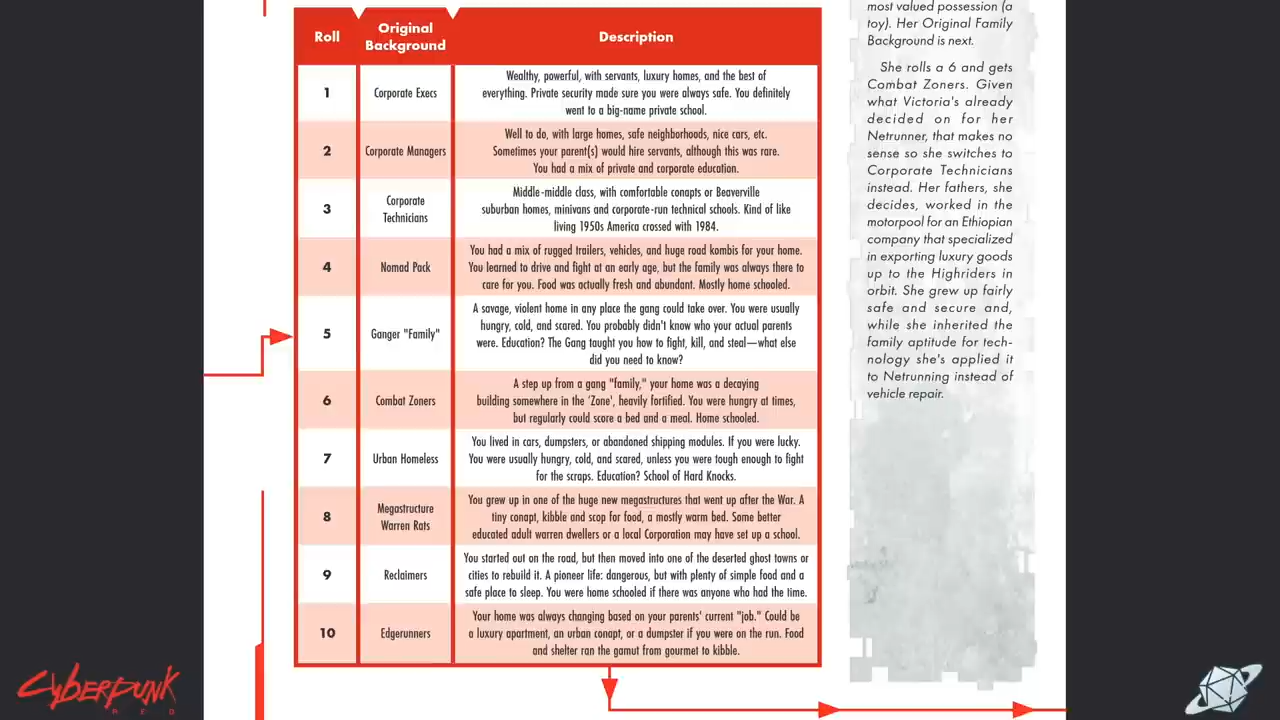 Roll
Original
Background
Description
1
Corporate Execs
Wealthy, powerful, with servants, luxury homes, and the best of
everything. Private security made sure you were always safe. You definitely
went to a big-name private school.
2
Corporate Managers
Well to do, with large homes, safe neighborhoods, nice cars, etc.
Sometimes your parent(s) would hire servants, although this was rare.
You had a mix of private and corporate education.
3
Corporate
Technicians
Middle-middle class, with comfortable conapts or Beaverville
suburban homes, minivans and corporate-run technical schools. Kind of like
living 1950s America crossed with 1984.
4
Nomad Pack
You had a mix of rugged trailers, vehicles, and huge road kombis for your home.
You learned to drive and fight at an early age, but the family was always there to
care for you. Food was actually fresh and abundant. Mostly home schooled.
5
Ganger "Family"
A savage, violent home in any place the gang could take over. You were usually
hungry, cold, and scared. You probably didn't know who your actual parents
were. Education? The Gang taught you how to fight, kill, and steal—what else
did you need to know?
6
Combat Zoners
A step up from a gang "family," your home was a decaying
building somewhere in the 'Zone', heavily fortified. You were hungry at times,
but regularly could score a bed and a meal. Home schooled.
7
Urban Homeless
You lived in cars, dumpsters, or abandoned shipping modules. If you were lucky.
You were usually hungry, cold, and scared, unless you were tough enough to fight
for the scraps. Education? School of Hard Knocks.
8
Megastructure
Warren Rats
You grew up in one of the huge new megastructures that went up after the War. A
tiny conapt, kibble and scop for food, a mostly warm bed. Some better
educated adult warren dwellers or a local Corporation may have set up a school.
9
Reclaimers
You started out on the road, but then moved into one of the deserted ghost towns or
cities to rebuild it. A pioneer life: dangerous, but with plenty of simple food and a
safe place to sleep. You were home schooled if there was anyone who had the time.
10
Edgerunners
Your home was always changing based on your parents' current "job." Could be
a luxury apartment, an urban conapt, or a dumpster if you were on the run. Food
and shelter ran the gamut from gourmet to kibble.
most valued possession (a
toy). Her Original Family
Background is next.
She rolls a 6 and gets
Combat Zoners. Given
what Victoria's already
decided on for her
Netrunner, that makes no
sense so she switches to
Corporate Technicians
instead. Her fathers, she
decides, worked in the
motorpool for an Ethiopian
company that specialized
in exporting luxury goods
up to the Highriders in
orbit. She grew up fairly
safe and secure and,
while she inherited the
family aptitude for tech-
nology she's applied it
to Netrunning instead of
vehicle repair.
CYBERPUNK
RED